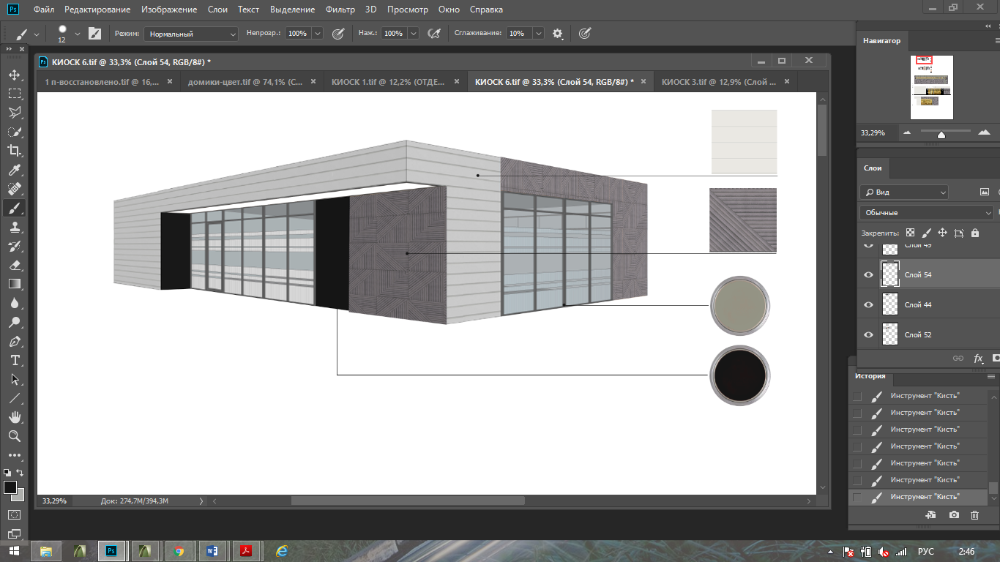 Ps Файл Редактирование Изображение Слои Текст Выделение Фильтр 3D Просмотр Окно Справка
12 Режим: Нормальный Непрозр.: 100% Наж.: 100% Сглаживание: 10%
КИОСК 6.tif @ 33,3% (Слой 54, RGB/8#) *
1 п-восстановлено.tif @ 16,... домики-цвет.tif @ 74,1% (С... КИОСК 1.tif @ 12,2% (ОТДЕ... КИОСК 6.tif @ 33,3% (Слой 54, RGB/8#) * КИОСК 3.tif @ 12,9% (Слой ...
33,29% Док: 274,7M/394,3M
Навигатор
33,29%
Слои
Вид
Обычные
Закрепить:
Слой 49
Слой 54
Слой 44
Слой 52
fx
История
Инструмент "Кисть"
Инструмент "Кисть"
Инструмент "Кисть"
Инструмент "Кисть"
Инструмент "Кисть"
Инструмент "Кисть"
Инструмент "Кисть"
Ps W РУС 2:46